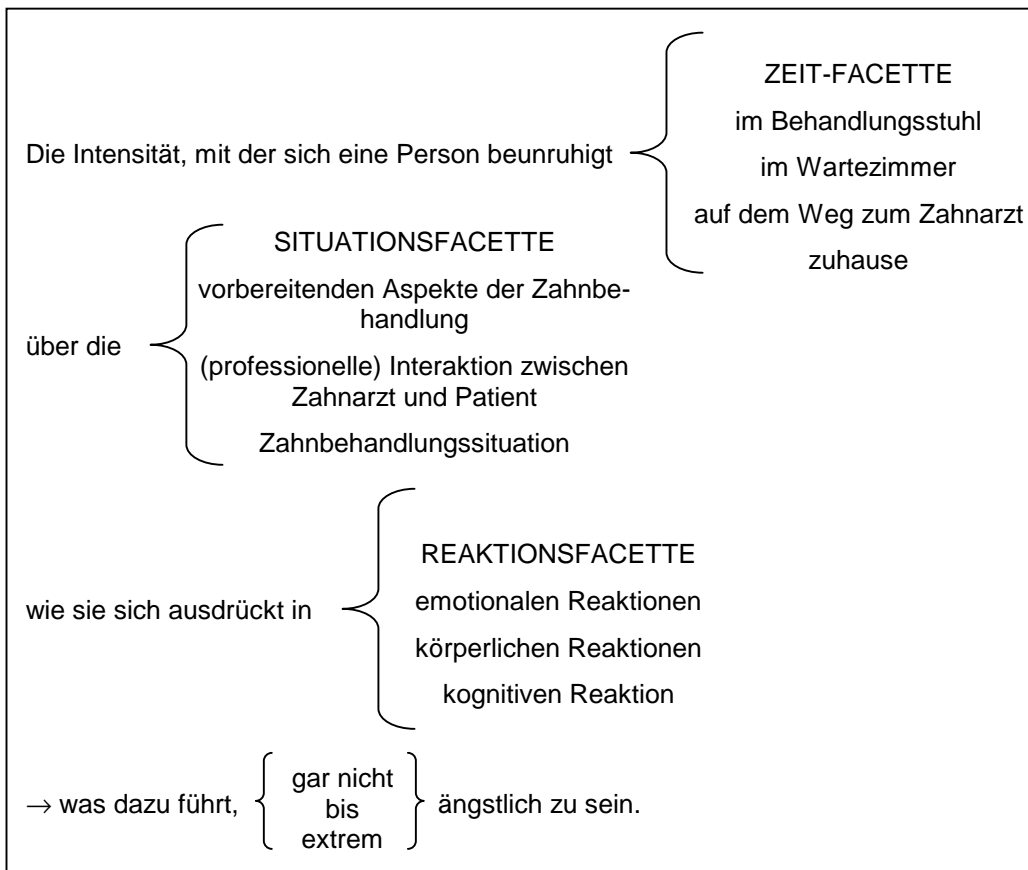 Die Intensität, mit der sich eine Person beunruhigt
ZEIT-FACETTE
im Behandlungsstuhl
im Wartezimmer
auf dem Weg zum Zahnarzt
zuhause
über die
SITUATIONSFACETTE
vorbereitenden Aspekte der Zahnbe-
handlung
(professionelle) Interaktion zwischen
Zahnarzt und Patient
Zahnbehandlungssituation
wie sie sich ausdrückt in
REAKTIONSFACETTE
emotionalen Reaktionen
körperlichen Reaktionen
kognitiven Reaktion
→ was dazu führt,
gar nicht
bis
extrem
ängstlich zu sein.